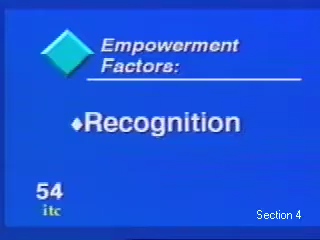 Empowerment
Factors:
♦Recognition
54
itc
Section 4